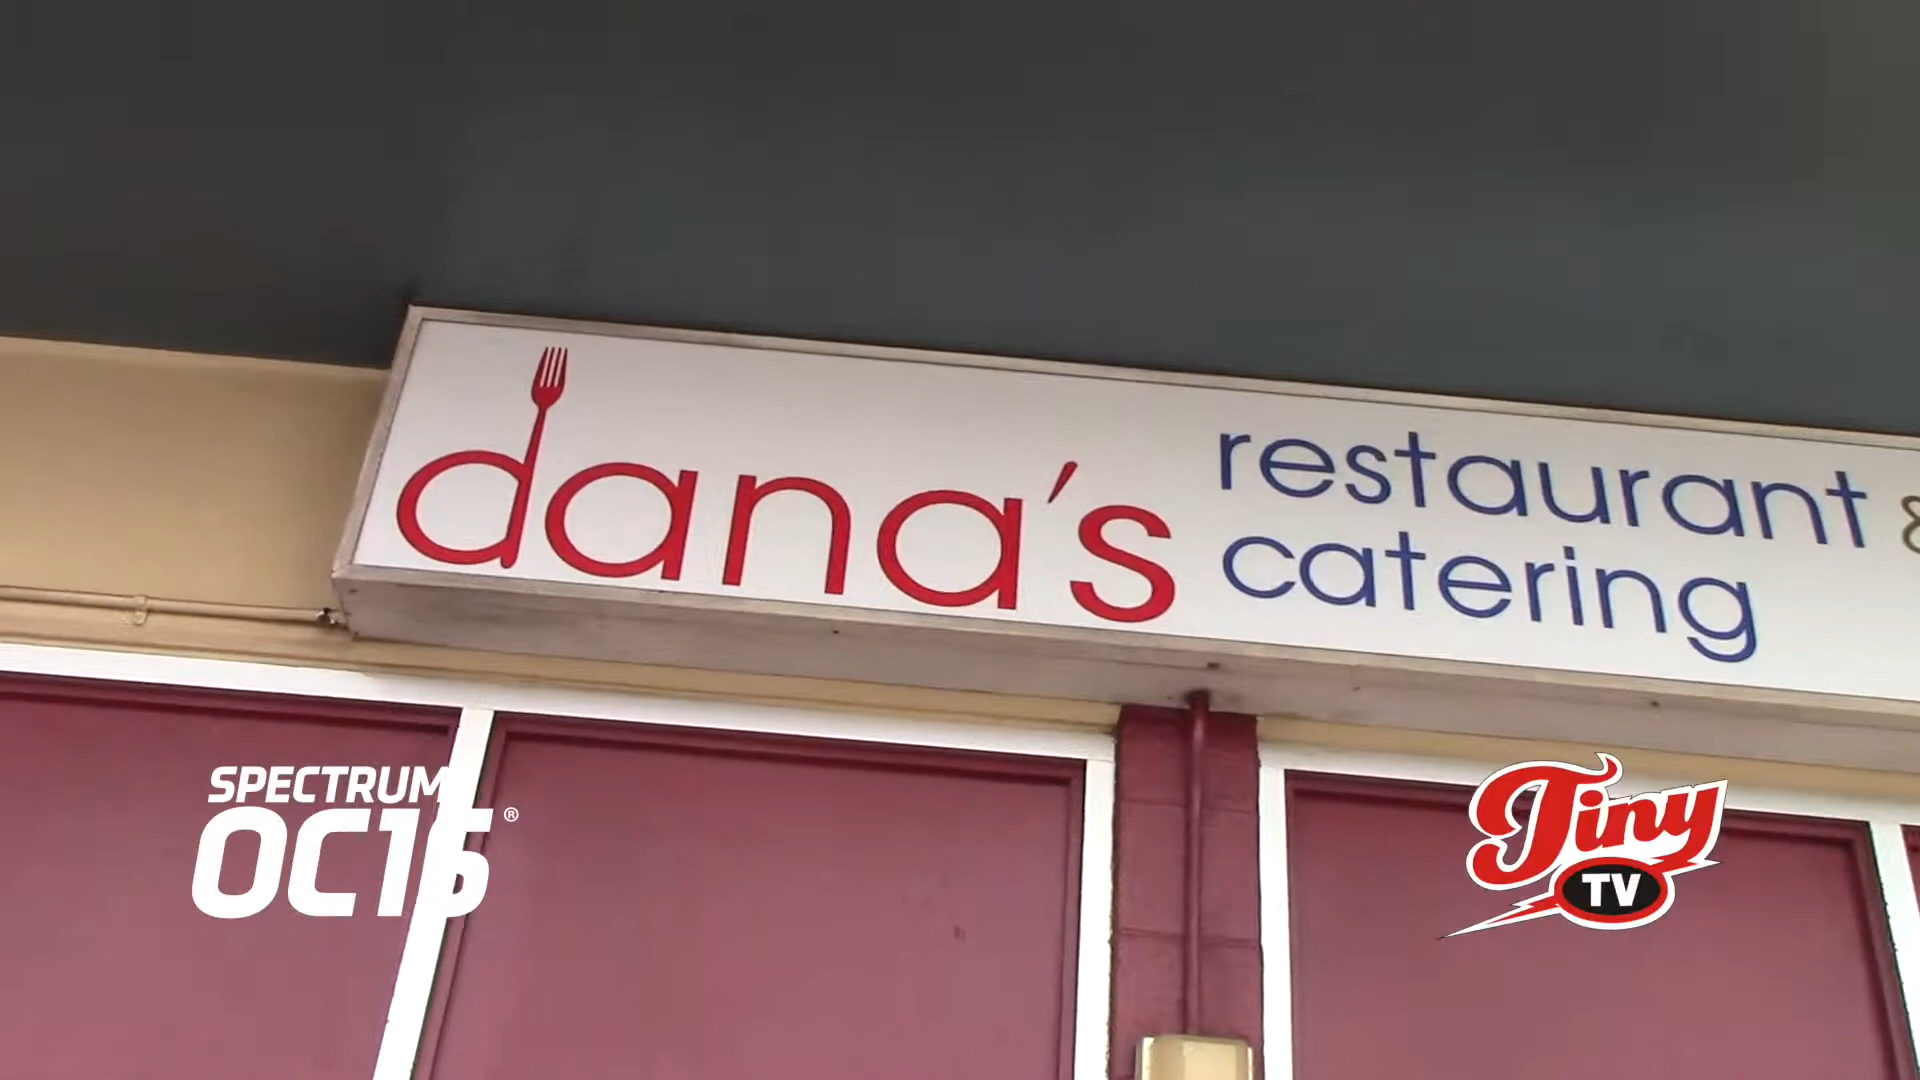 dana's
restaurant &
catering
SPECTRUM
OC16®
Tiny
TV